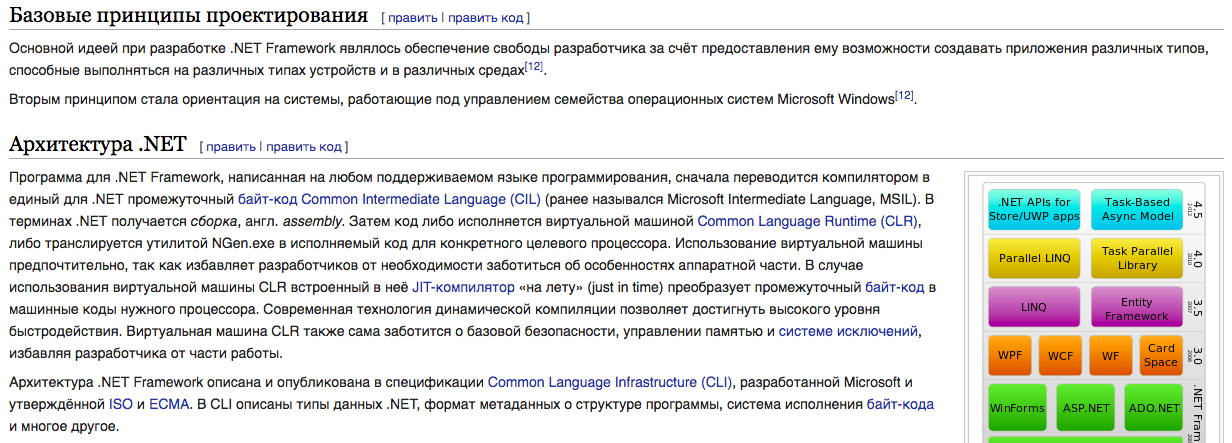 Базовые принципы проектирования [ править | править код ]
Основной идеей при разработке .NET Framework являлось обеспечение свободы разработчика за счёт предоставления ему возможности создавать приложения различных типов,
способные выполняться на различных типах устройств и в различных средах[12].
Вторым принципом стала ориентация на системы, работающие под управлением семейства операционных систем Microsoft Windows[12].
Архитектура .NET [ править | править код ]
Программа для .NET Framework, написанная на любом поддерживаемом языке программирования, сначала переводится компилятором в
единый для .NET промежуточный байт-код Common Intermediate Language (CIL) (ранее назывался Microsoft Intermediate Language, MSIL). В
терминах .NET получается сборка, англ. assembly. Затем код либо исполняется виртуальной машиной Common Language Runtime (CLR),
либо транслируется утилитой NGen.exe в исполняемый код для конкретного целевого процессора. Использование виртуальной машины
предпочтительно, так как избавляет разработчиков от необходимости заботиться об особенностях аппаратной части. В случае
использования виртуальной машины CLR встроенный в неё JIT-компилятор «на лету» (just in time) преобразует промежуточный байт-код в
машинные коды нужного процессора. Современная технология динамической компиляции позволяет достигнуть высокого уровня
быстродействия. Виртуальная машина CLR также сама заботится о базовой безопасности, управлении памятью и системе исключений,
избавляя разработчика от части работы.
Архитектура .NET Framework описана и опубликована в спецификации Common Language Infrastructure (CLI), разработанной Microsoft и
утверждённой ISO и ECMA. В CLI описаны типы данных .NET, формат метаданных о структуре программы, система исполнения байт-кода
и многое другое.
.NET APIs for
Store/UWP apps
Task-Based
Async Model
4.5
2012
Parallel LINQ
Task Parallel
Library
4.0
2010
LINQ
Entity
Framework
3.5
2007
WPF
WCF
WF
Card
Space
3.0
2006
WinForms
ASP.NET
ADO.NET
.NET Fram